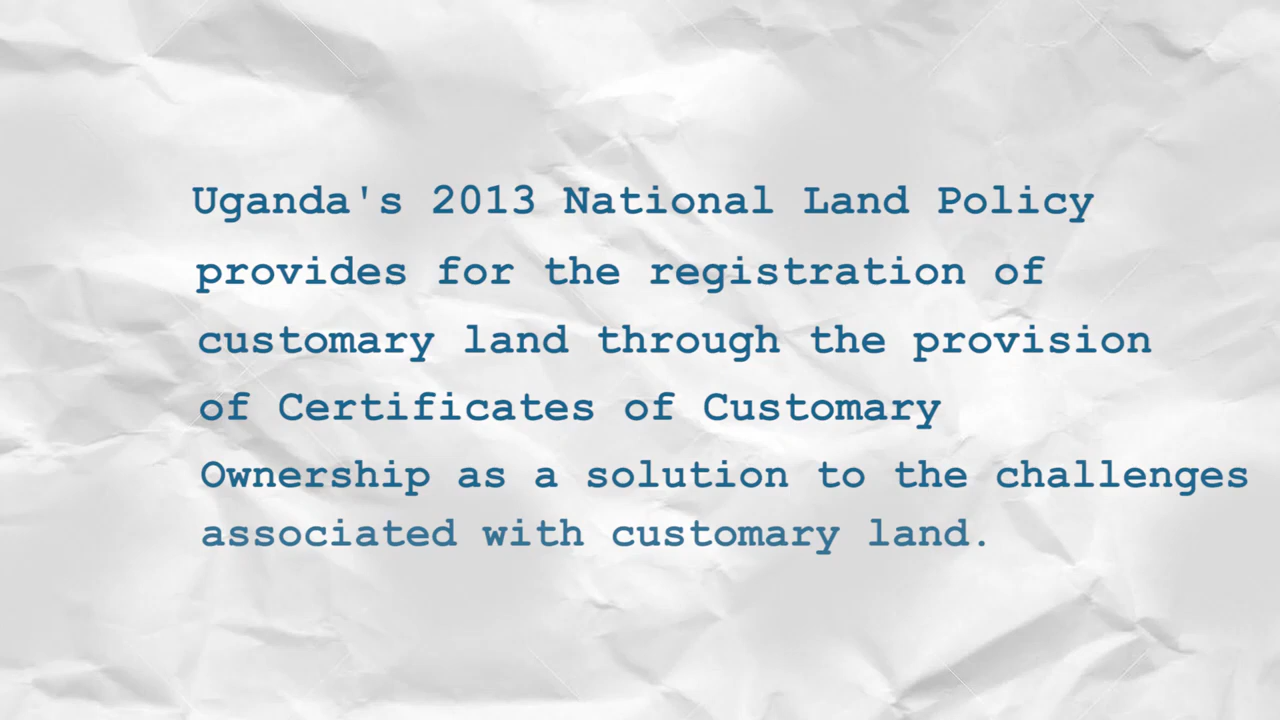 Uganda's 2013 National Land Policy
provides for the registration of
customary land through the provision
of Certificates of Customary
Ownership as a solution to the challenges
associated with customary land.